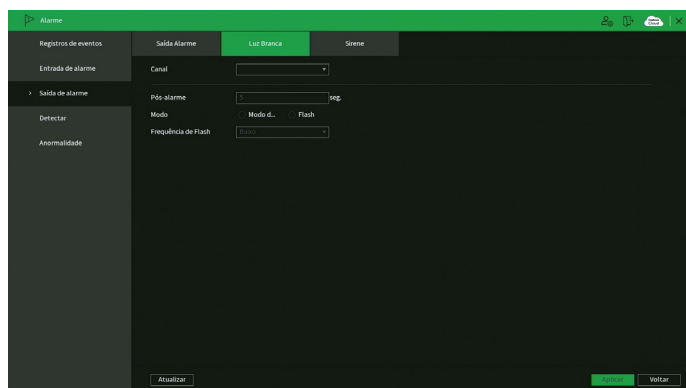 Alarme
Registros de eventos
Entrada de alarme
Saída de alarme
Detectar
Anormalidade
Saída Alarme
Luz Branca
Sirene
Canal
Pós-alarme 5 seg.
Modo Modo d... Flash
Frequência de Flash Baixo
Atualizar
Aplicar
Voltar